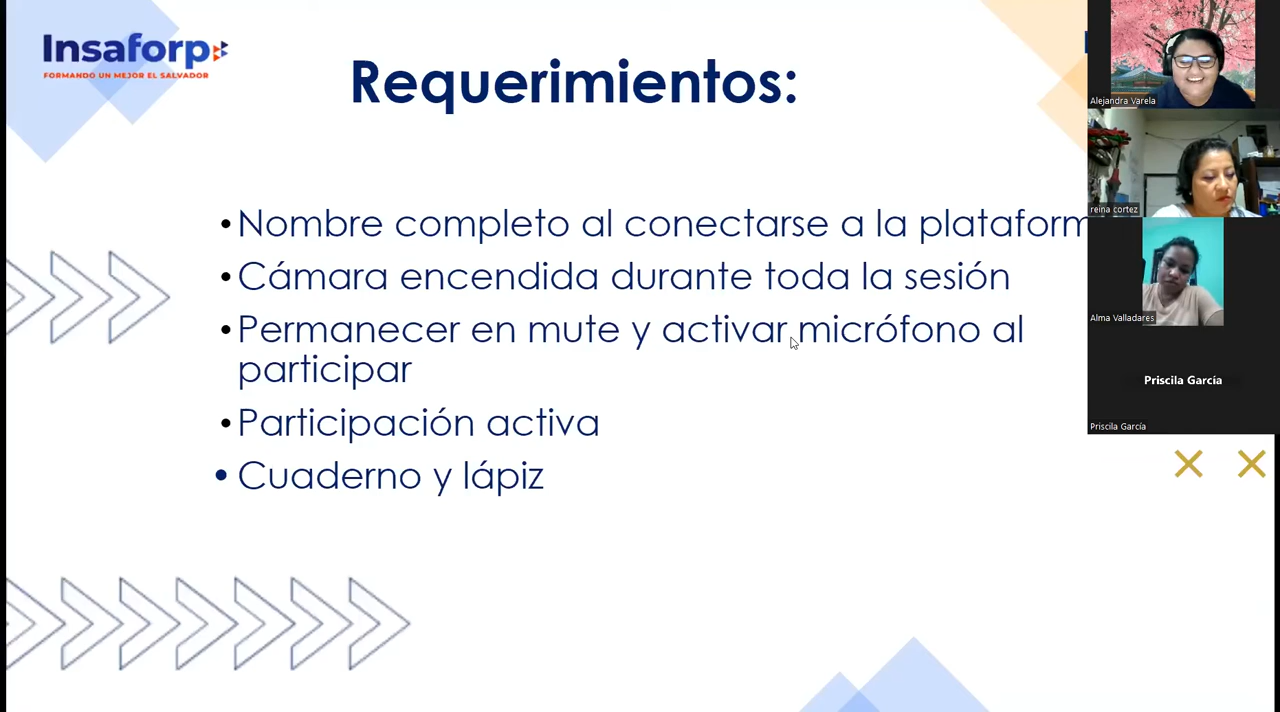 Insaforp
FORMANDO UN MEJOR EL SALVADOR
Requerimientos:
•Nombre completo al conectarse a la plataform
•Cámara encendida durante toda la sesión
•Permanecer en mute y activar micrófono al
participar
•Participación activa
•Cuaderno y lápiz
Alejandra Varela
reina cortez
Alma Valladares
Priscila García
Priscila García